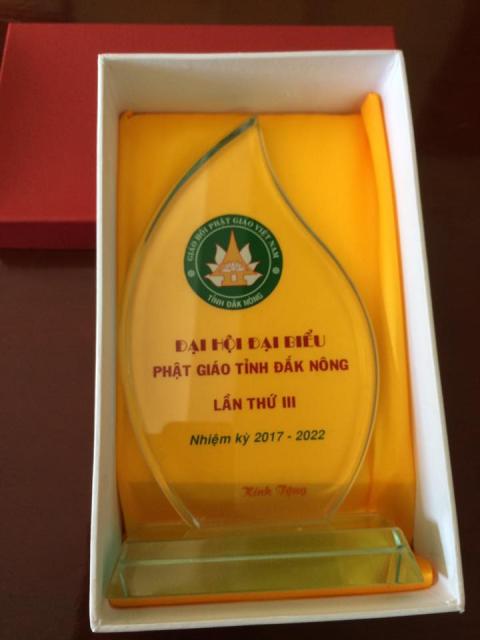 GIÁO HỘI PHẬT GIÁO VIỆT NAM
TỈNH ĐẮK NÔNG
ĐẠI HỘI ĐẠI BIỂU
PHẬT GIÁO TỈNH ĐẮK NÔNG
LẦN THỨ III
Nhiệm kỳ 2017 - 2022
Kính Tặng